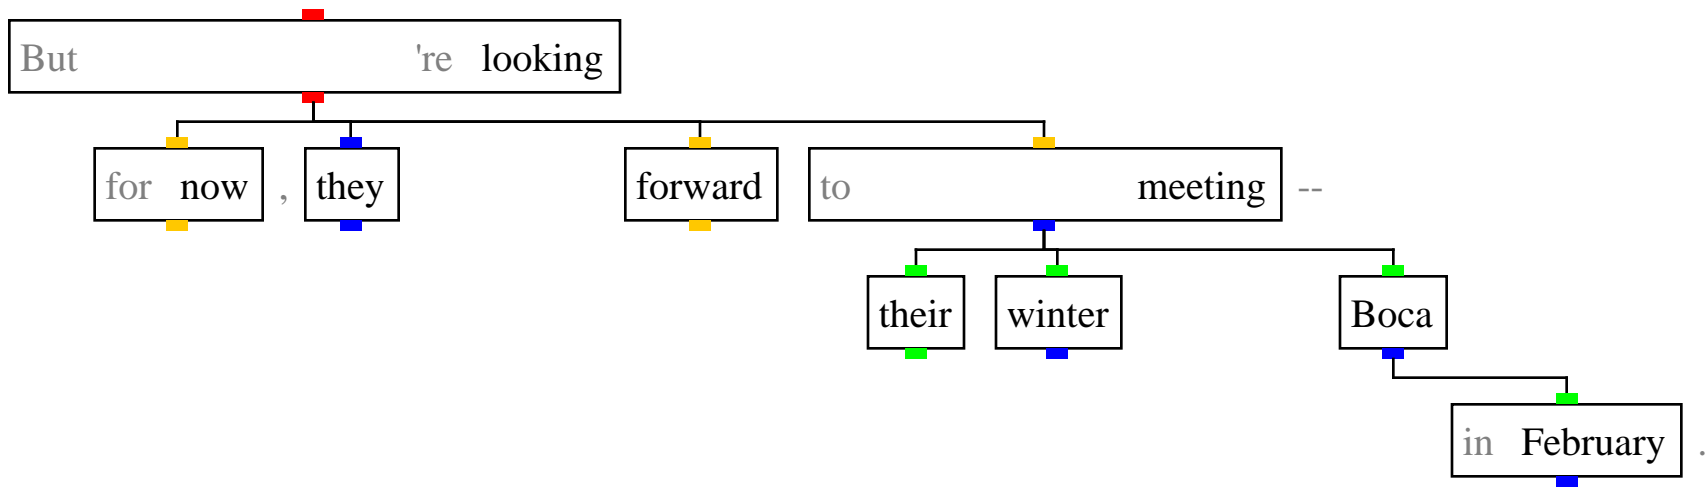 But 're looking
for now , they forward to meeting --
their winter Boca
in February .